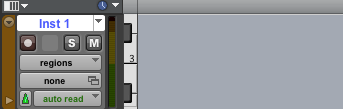 Inst 1
S M
regions
3
none
auto read